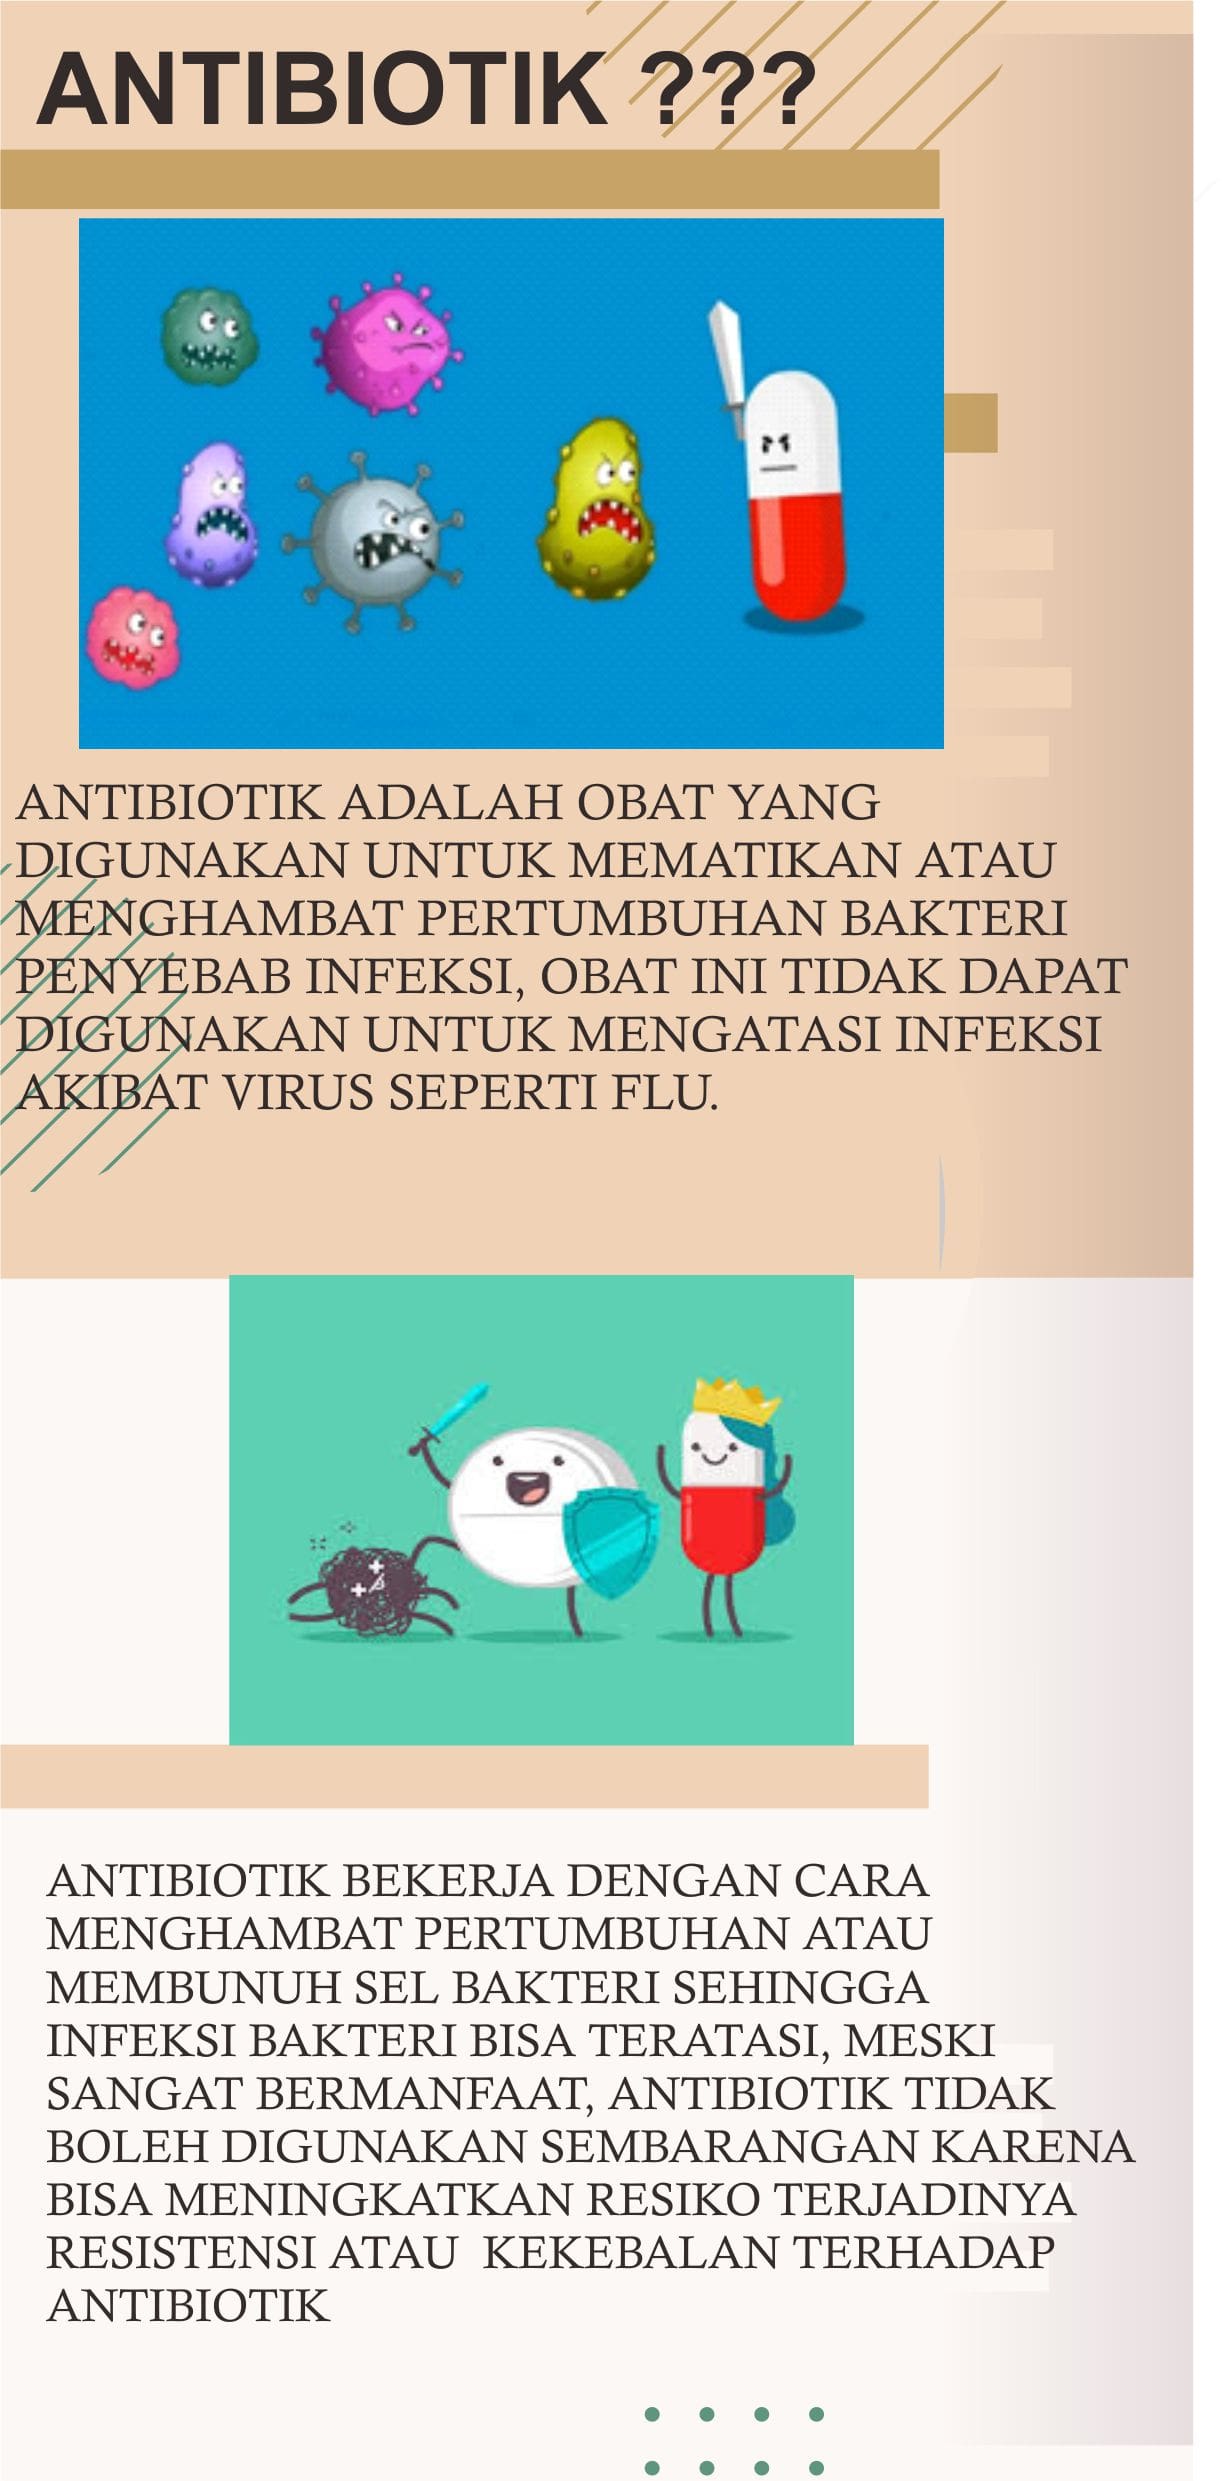 ANTIBIOTIK ???
ANTIBIOTIK ADALAH OBAT YANG
DIGUNAKAN UNTUK MEMATIKAN ATAU
MENGHAMBAT PERTUMBUHAN BAKTERI
PENYEBAB INFEKSI, OBAT INI TIDAK DAPAT
DIGUNAKAN UNTUK MENGATASI INFEKSI
AKIBAT VIRUS SEPERTI FLU.
ANTIBIOTIK BEKERJA DENGAN CARA
MENGHAMBAT PERTUMBUHAN ATAU
MEMBUNUH SEL BAKTERI SEHINGGA
INFEKSI BAKTERI BISA TERATASI, MESKI
SANGAT BERMANFAAT, ANTIBIOTIK TIDAK
BOLEH DIGUNAKAN SEMBARANGAN KARENA
BISA MENINGKATKAN RESIKO TERJADINYA
RESISTENSI ATAU  KEKEBALAN TERHADAP
ANTIBIOTIK